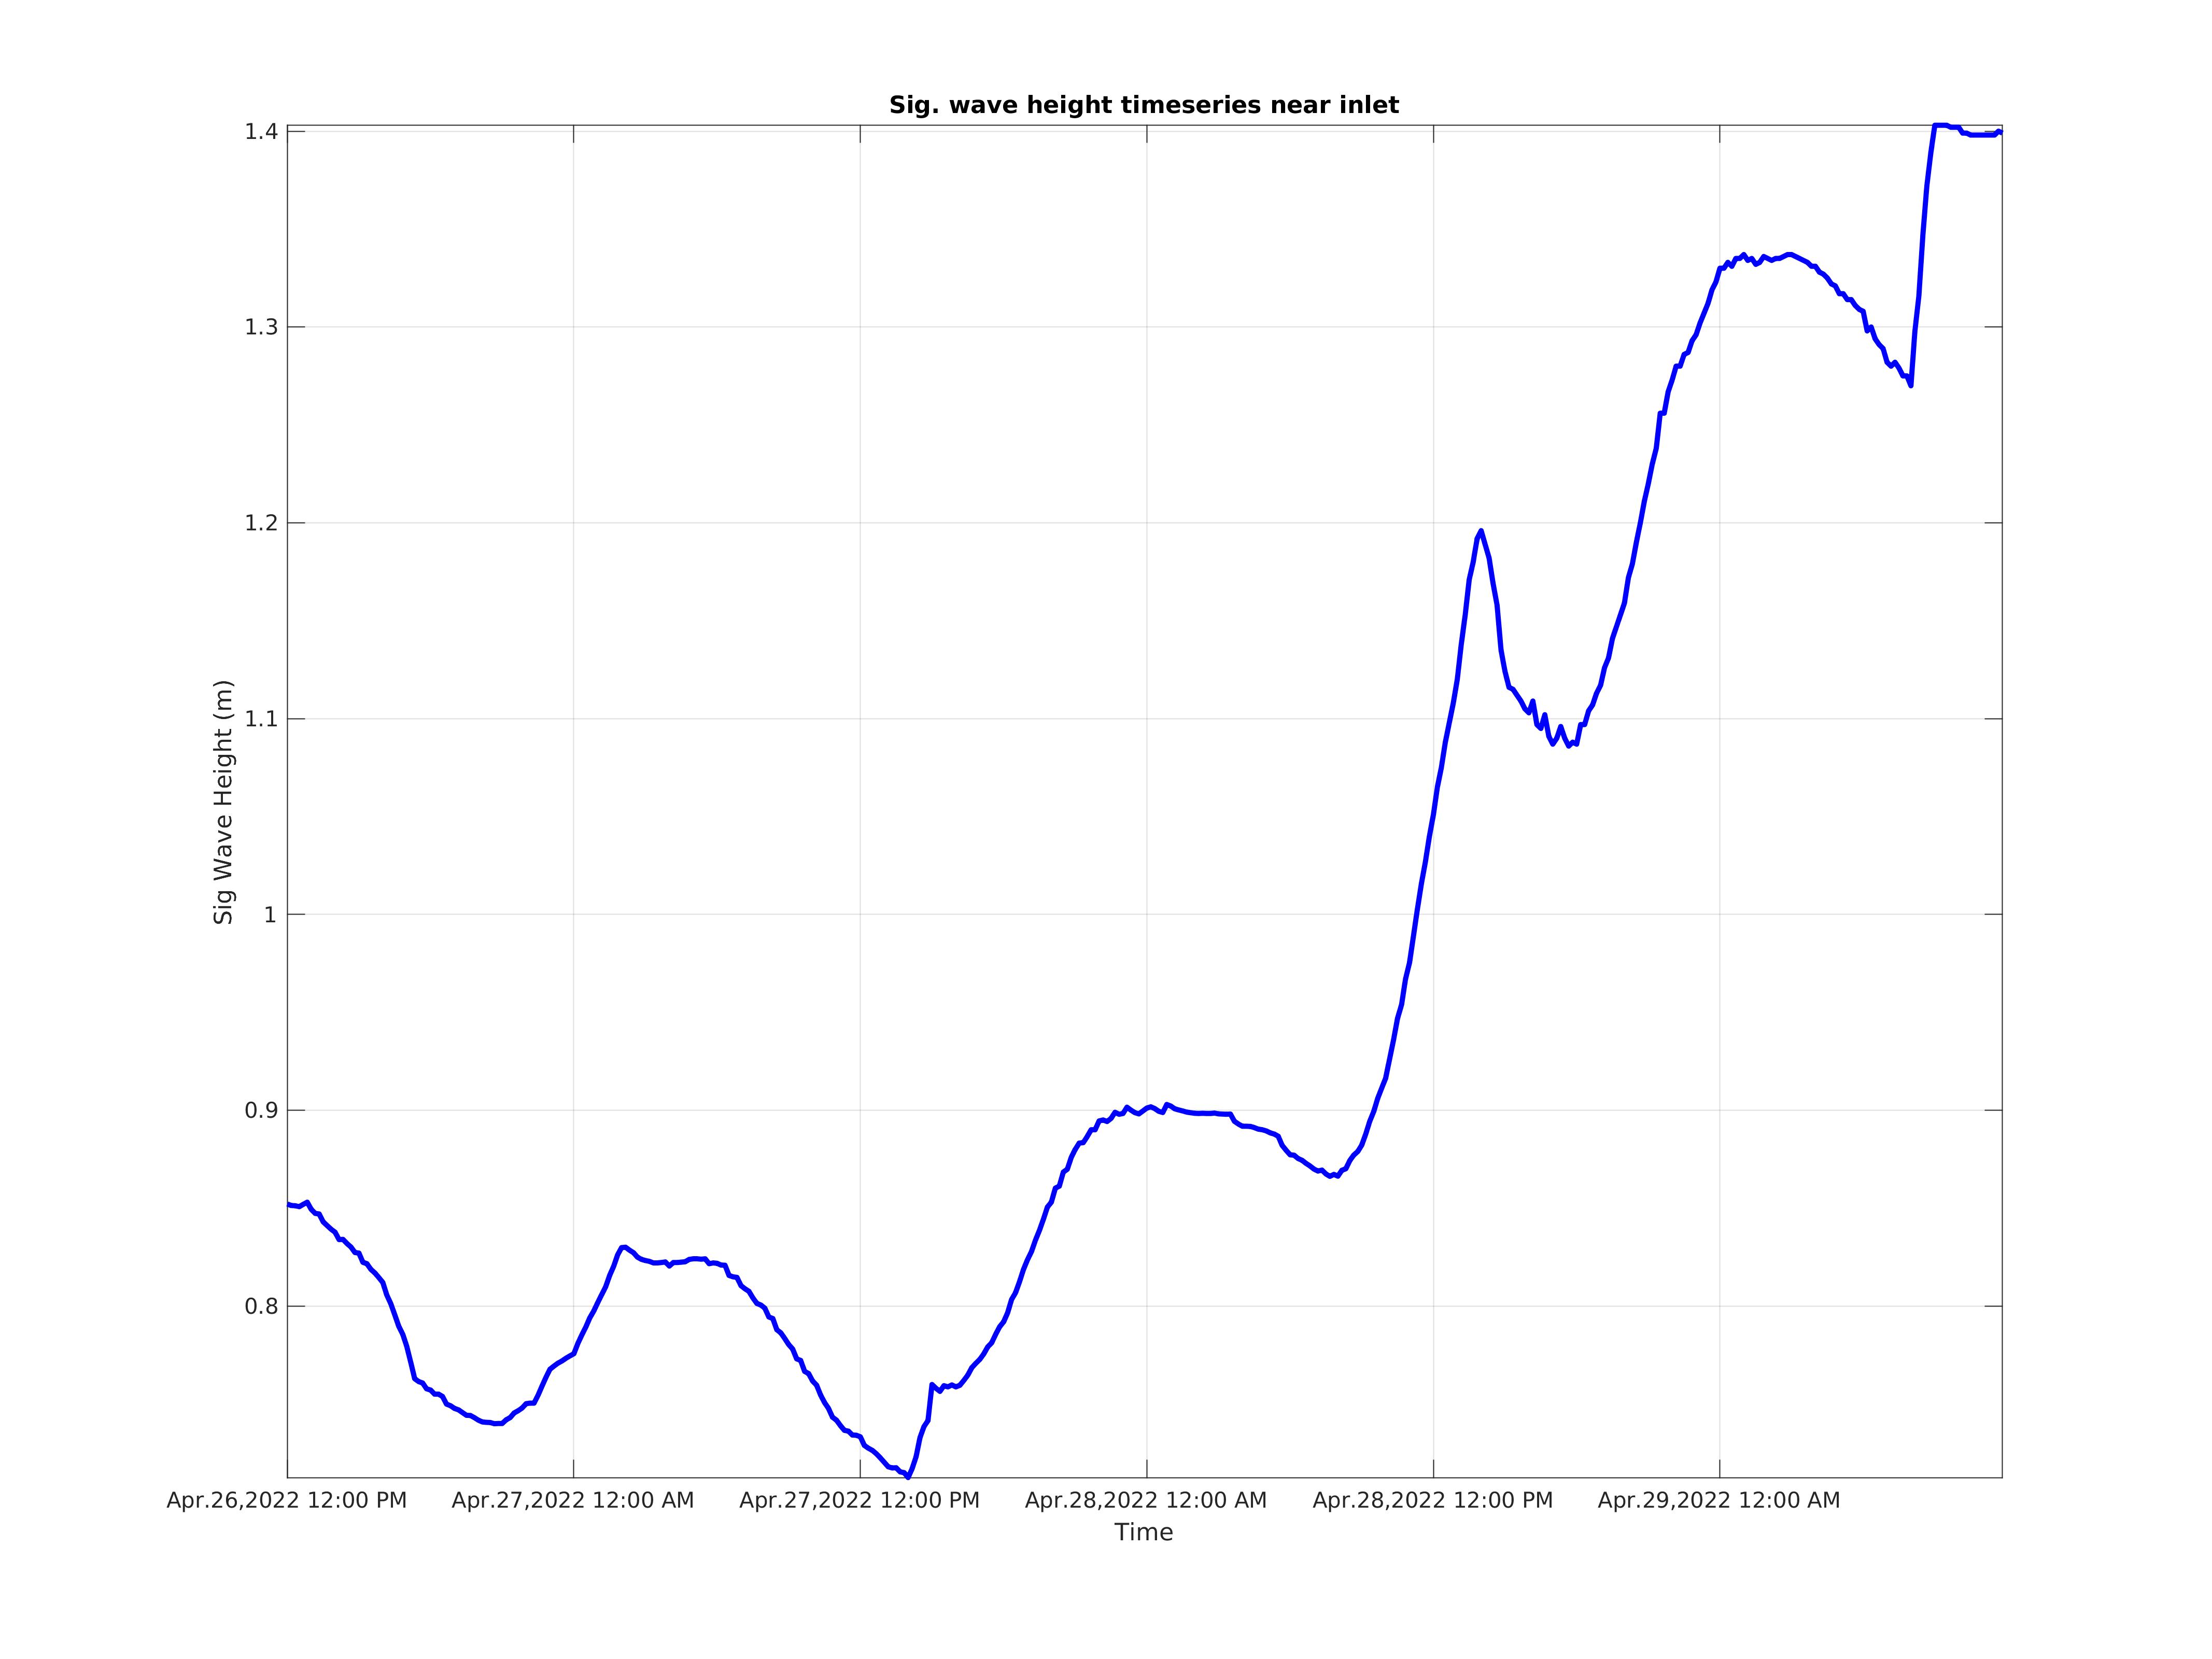 Sig. wave height timeseries near inlet
1.4
1.3
1.2
1.1
1
0.9
0.8
Sig Wave Height (m)
Apr.26,2022 12:00 PM
Apr.27,2022 12:00 AM
Apr.27,2022 12:00 PM
Apr.28,2022 12:00 AM
Apr.28,2022 12:00 PM
Apr.29,2022 12:00 AM
Time